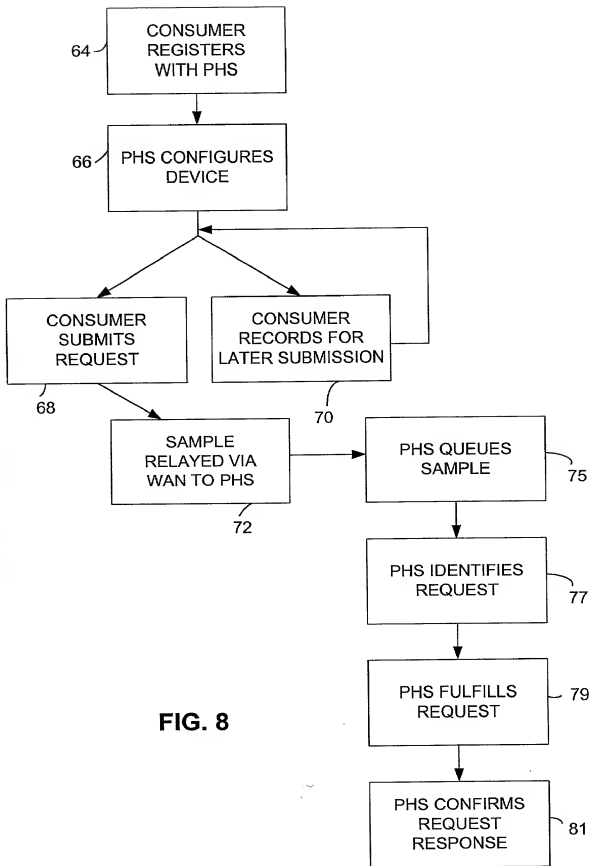 CONSUMER
REGISTERS
WITH PHS
64
PHS CONFIGURES
DEVICE
66
CONSUMER
SUBMITS
REQUEST
68
CONSUMER
RECORDS FOR
LATER SUBMISSION
70
SAMPLE
RELAYED VIA
WAN TO PHS
72
PHS QUEUES
SAMPLE
75
PHS IDENTIFIES
REQUEST
77
PHS FULFILLS
REQUEST
79
PHS CONFIRMS
REQUEST
RESPONSE
81
FIG. 8